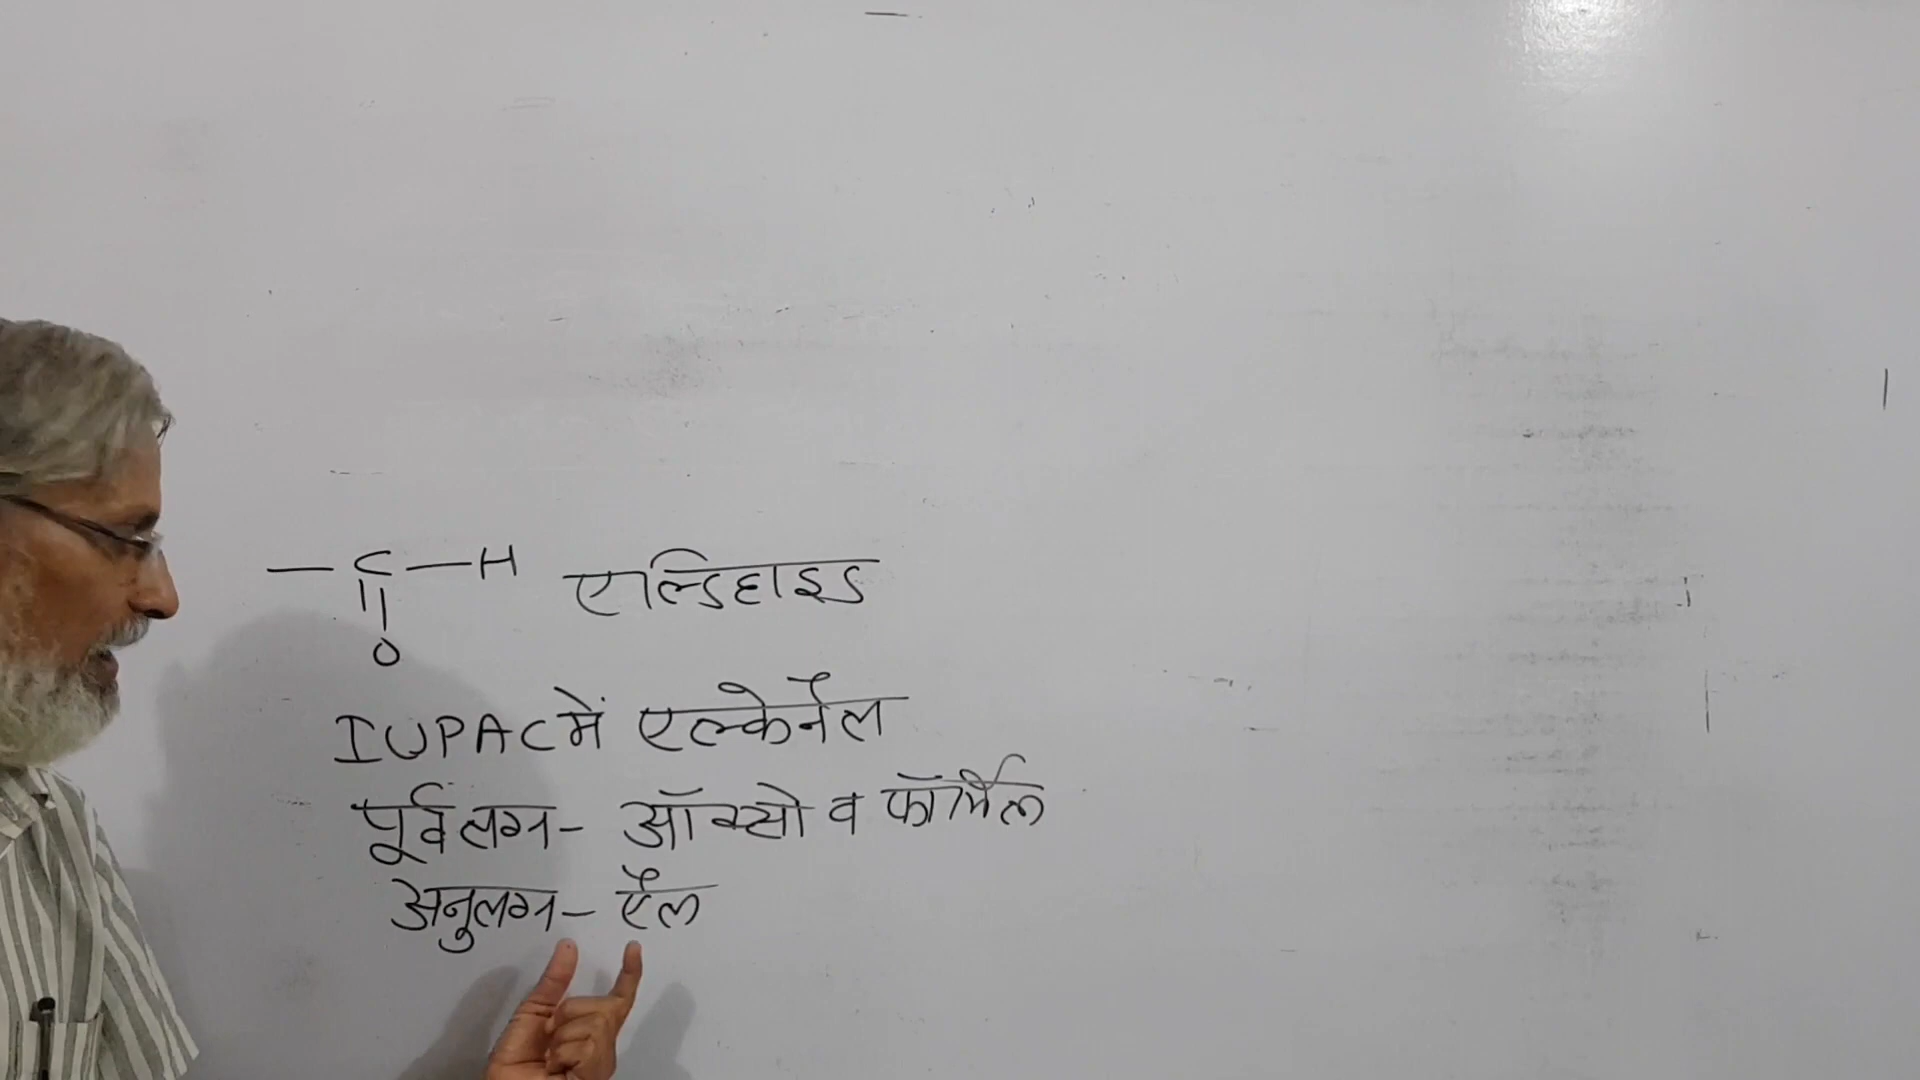 —C—H एल्डिहाइड
||
O
IUPAC में एल्केनैल
पूर्वलग्न - ऑक्सो व फॉर्मिल
अनुलग्न - ऐल